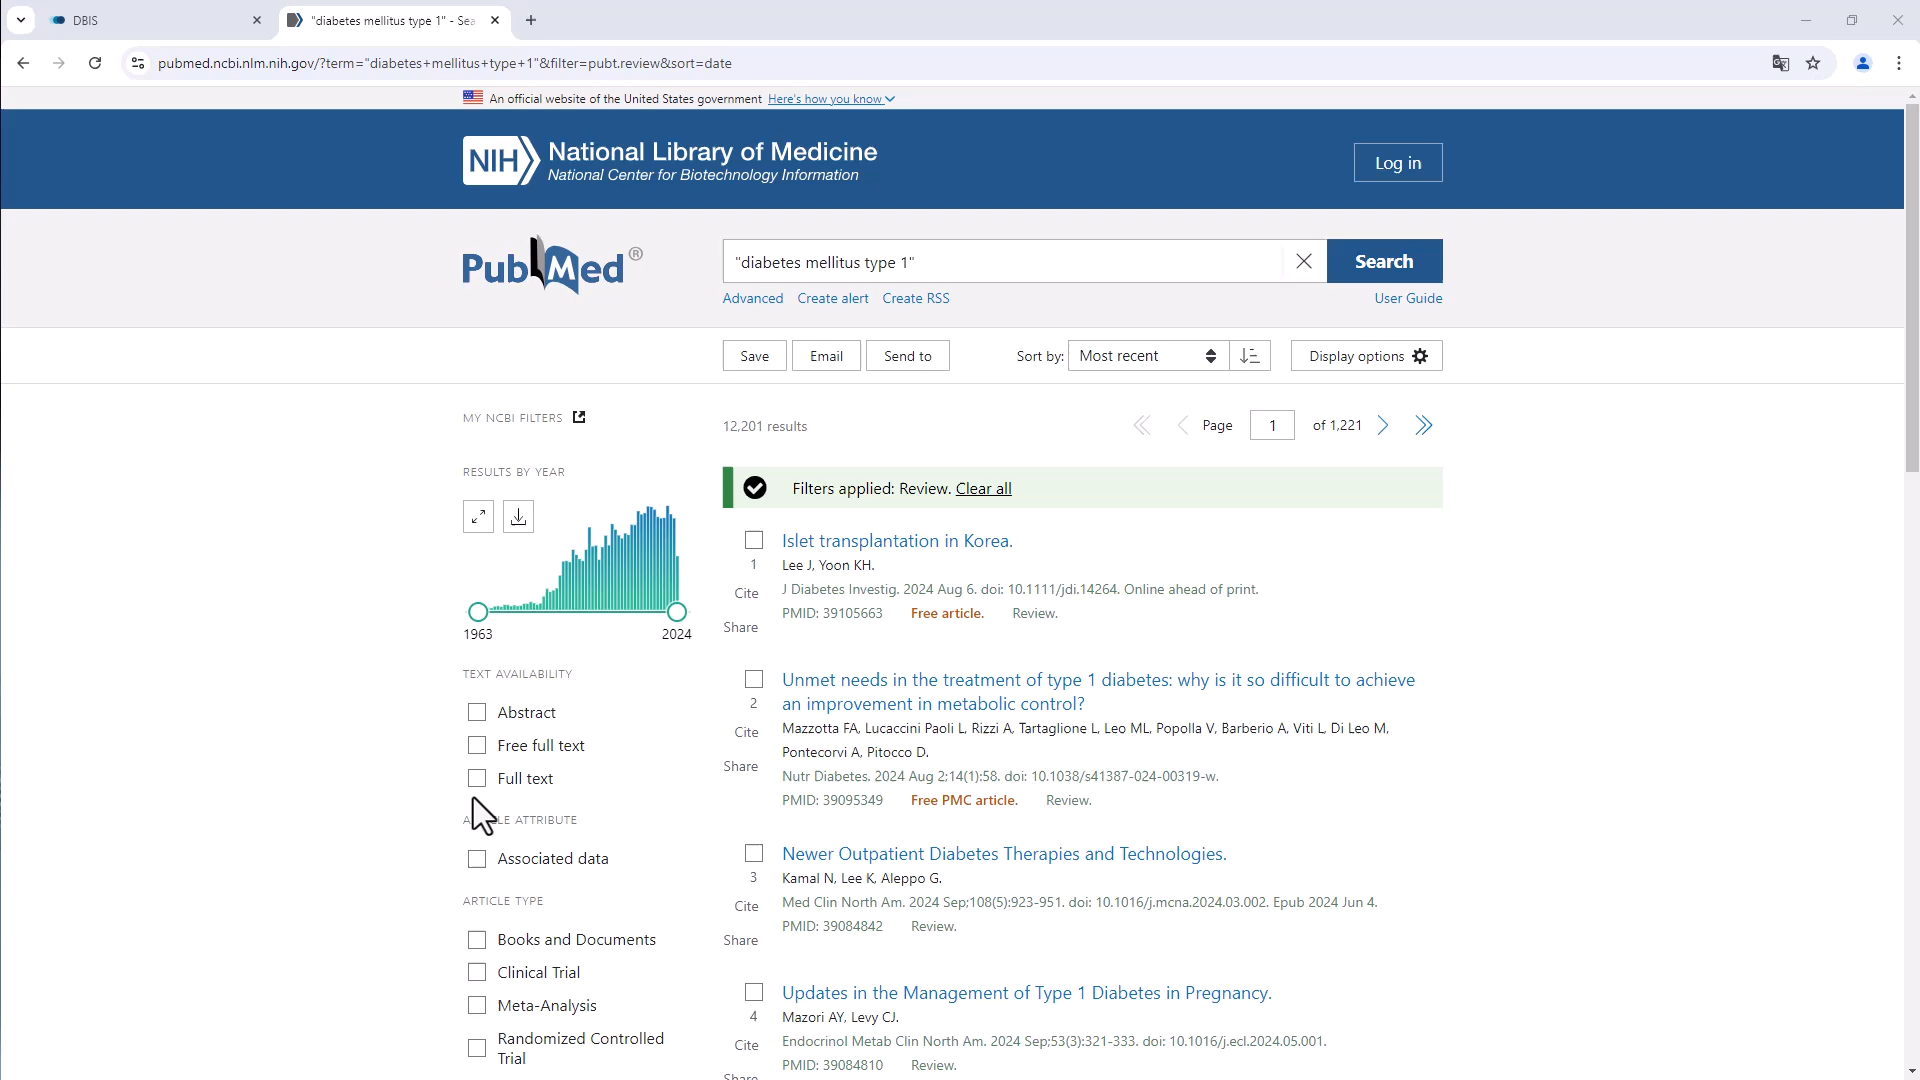 DBIS
"diabetes mellitus type 1" - Sea
pubmed.ncbi.nlm.nih.gov/?term="diabetes+mellitus+type+1"&filter=pubt.review&sort=date
An official website of the United States government Here's how you know
NIH National Library of Medicine
National Center for Biotechnology Information
Log in
PubMed®
"diabetes mellitus type 1"
Search
Advanced Create alert Create RSS
User Guide
Save Email Send to
Sort by: Most recent
Display options
MY NCBI FILTERS
12,201 results
Page 1 of 1,221
RESULTS BY YEAR
1963 2024
TEXT AVAILABILITY
Abstract
Free full text
Full text
LE ATTRIBUTE
Associated data
ARTICLE TYPE
Books and Documents
Clinical Trial
Meta-Analysis
Randomized Controlled
Trial
Filters applied: Review. Clear all
Islet transplantation in Korea.
1
Lee J, Yoon KH.
Cite
J Diabetes Investig. 2024 Aug 6. doi: 10.1111/jdi.14264. Online ahead of print.
PMID: 39105663 Free article. Review.
Share
Unmet needs in the treatment of type 1 diabetes: why is it so difficult to achieve
2
an improvement in metabolic control?
Cite
Mazzotta FA, Lucaccini Paoli L, Rizzi A, Tartaglione L, Leo ML, Popolla V, Barberio A, Viti L, Di Leo M,
Pontecorvi A, Pitocco D.
Share
Nutr Diabetes. 2024 Aug 2;14(1):58. doi: 10.1038/s41387-024-00319-w.
PMID: 39095349 Free PMC article. Review.
Newer Outpatient Diabetes Therapies and Technologies.
3
Kamal N, Lee K, Aleppo G.
Cite
Med Clin North Am. 2024 Sep;108(5):923-951. doi: 10.1016/j.mcna.2024.03.002. Epub 2024 Jun 4.
PMID: 39084842 Review.
Share
Updates in the Management of Type 1 Diabetes in Pregnancy.
4
Mazori AY, Levy CJ.
Cite
Endocrinol Metab Clin North Am. 2024 Sep;53(3):321-333. doi: 10.1016/j.ecl.2024.05.001.
PMID: 39084810 Review.
Share